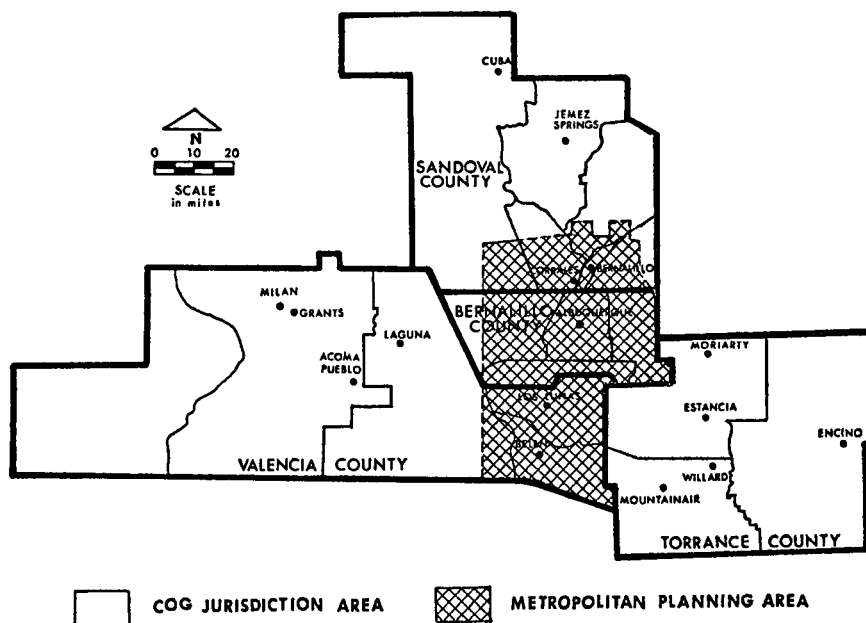 CUBA
JEMEZ
SPRINGS
N
0 10 20
SCALE
in miles
SANDOVAL
COUNTY
CORRALES
BERNALILLO
MILAN
GRANTS
BERNALILLO
COUNTY
ALBUQUERQUE
LAGUNA
ACOMA
PUEBLO
MORIARTY
LOS LUNAS
ESTANCIA
ENCINO
BELEN
VALENCIA COUNTY
WILLARD
MOUNTAINAIR
TORRANCE COUNTY
COG JURISDICTION AREA
METROPOLITAN PLANNING AREA